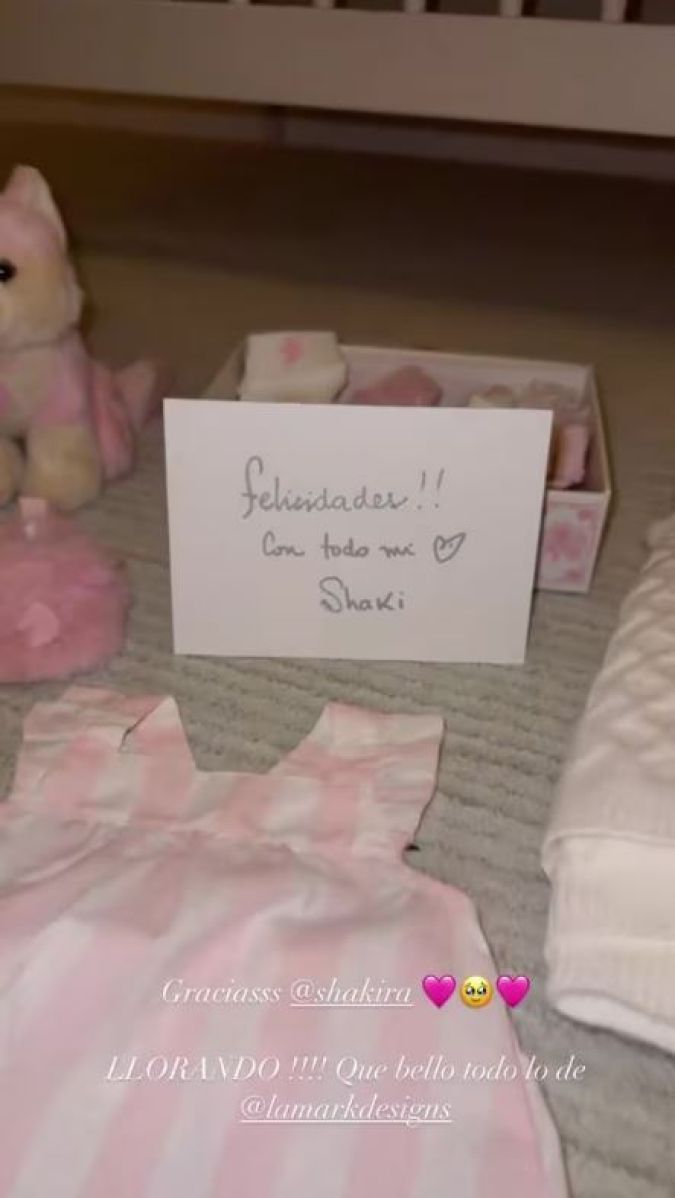 felicidades!!
Con todo mi
Shaki
Graciasss @shakira 💖🥹💖
LLORANDO !!!! Que bello todo lo de
@lamarkdesigns